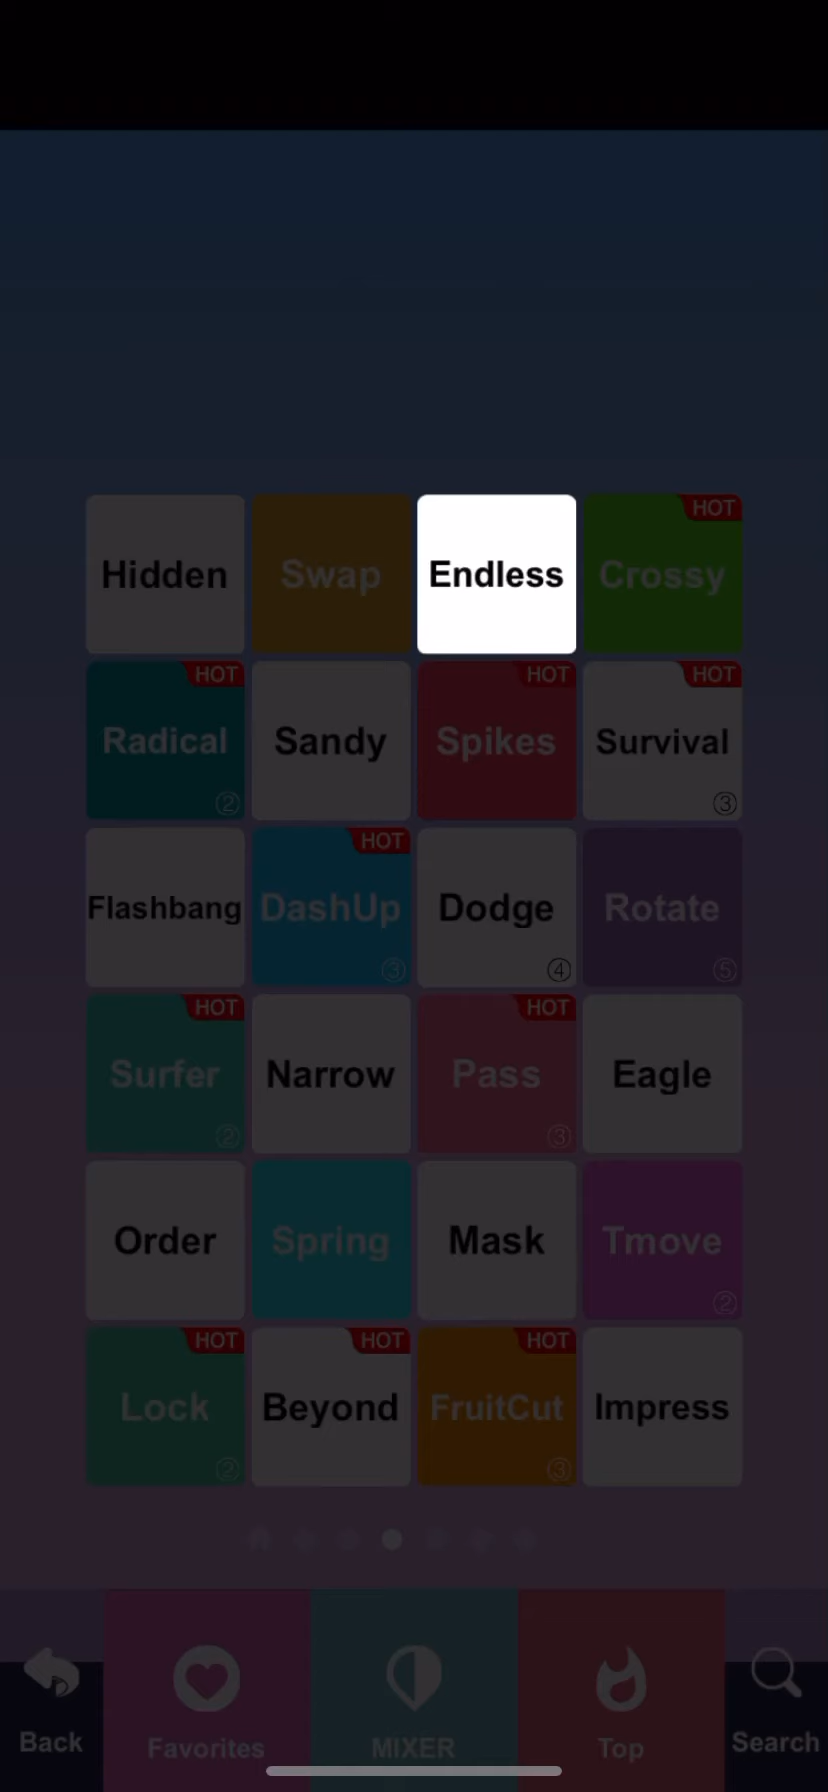 Hidden Swap Endless HOT Crossy
HOT Radical ② Sandy HOT Spikes HOT Survival ③
Flashbang HOT DashUp ③ Dodge ④ Rotate ⑤
HOT Surfer ② Narrow HOT Pass ③ Eagle
Order Spring Mask Tmove ②
HOT Lock ② HOT Beyond HOT FruitCut ③ Impress
Back Favorites MIXER Top Search